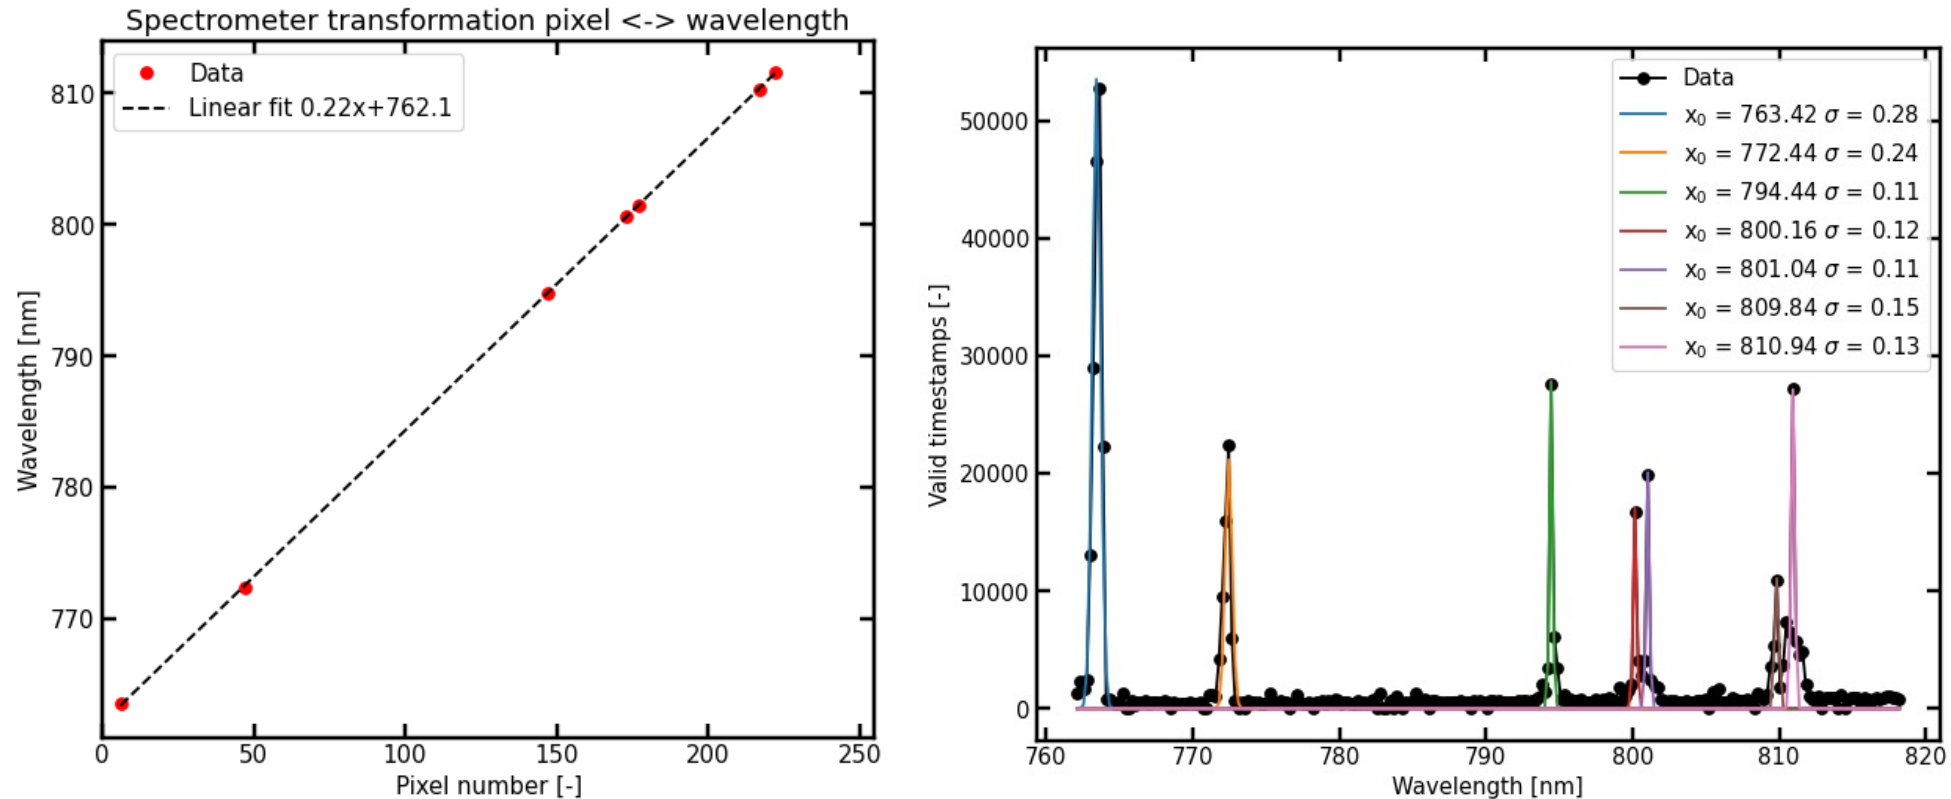 Spectrometer transformation pixel <-> wavelength
Data
Linear fit 0.22x+762.1
810
800
790
780
770
Wavelength [nm]
0
50
100
150
200
250
Pixel number [-]
Data
x₀ = 763.42 σ = 0.28
x₀ = 772.44 σ = 0.24
x₀ = 794.44 σ = 0.11
x₀ = 800.16 σ = 0.12
x₀ = 801.04 σ = 0.11
x₀ = 809.84 σ = 0.15
x₀ = 810.94 σ = 0.13
50000
40000
30000
20000
10000
0
Valid timestamps [-]
760
770
780
790
800
810
820
Wavelength [nm]